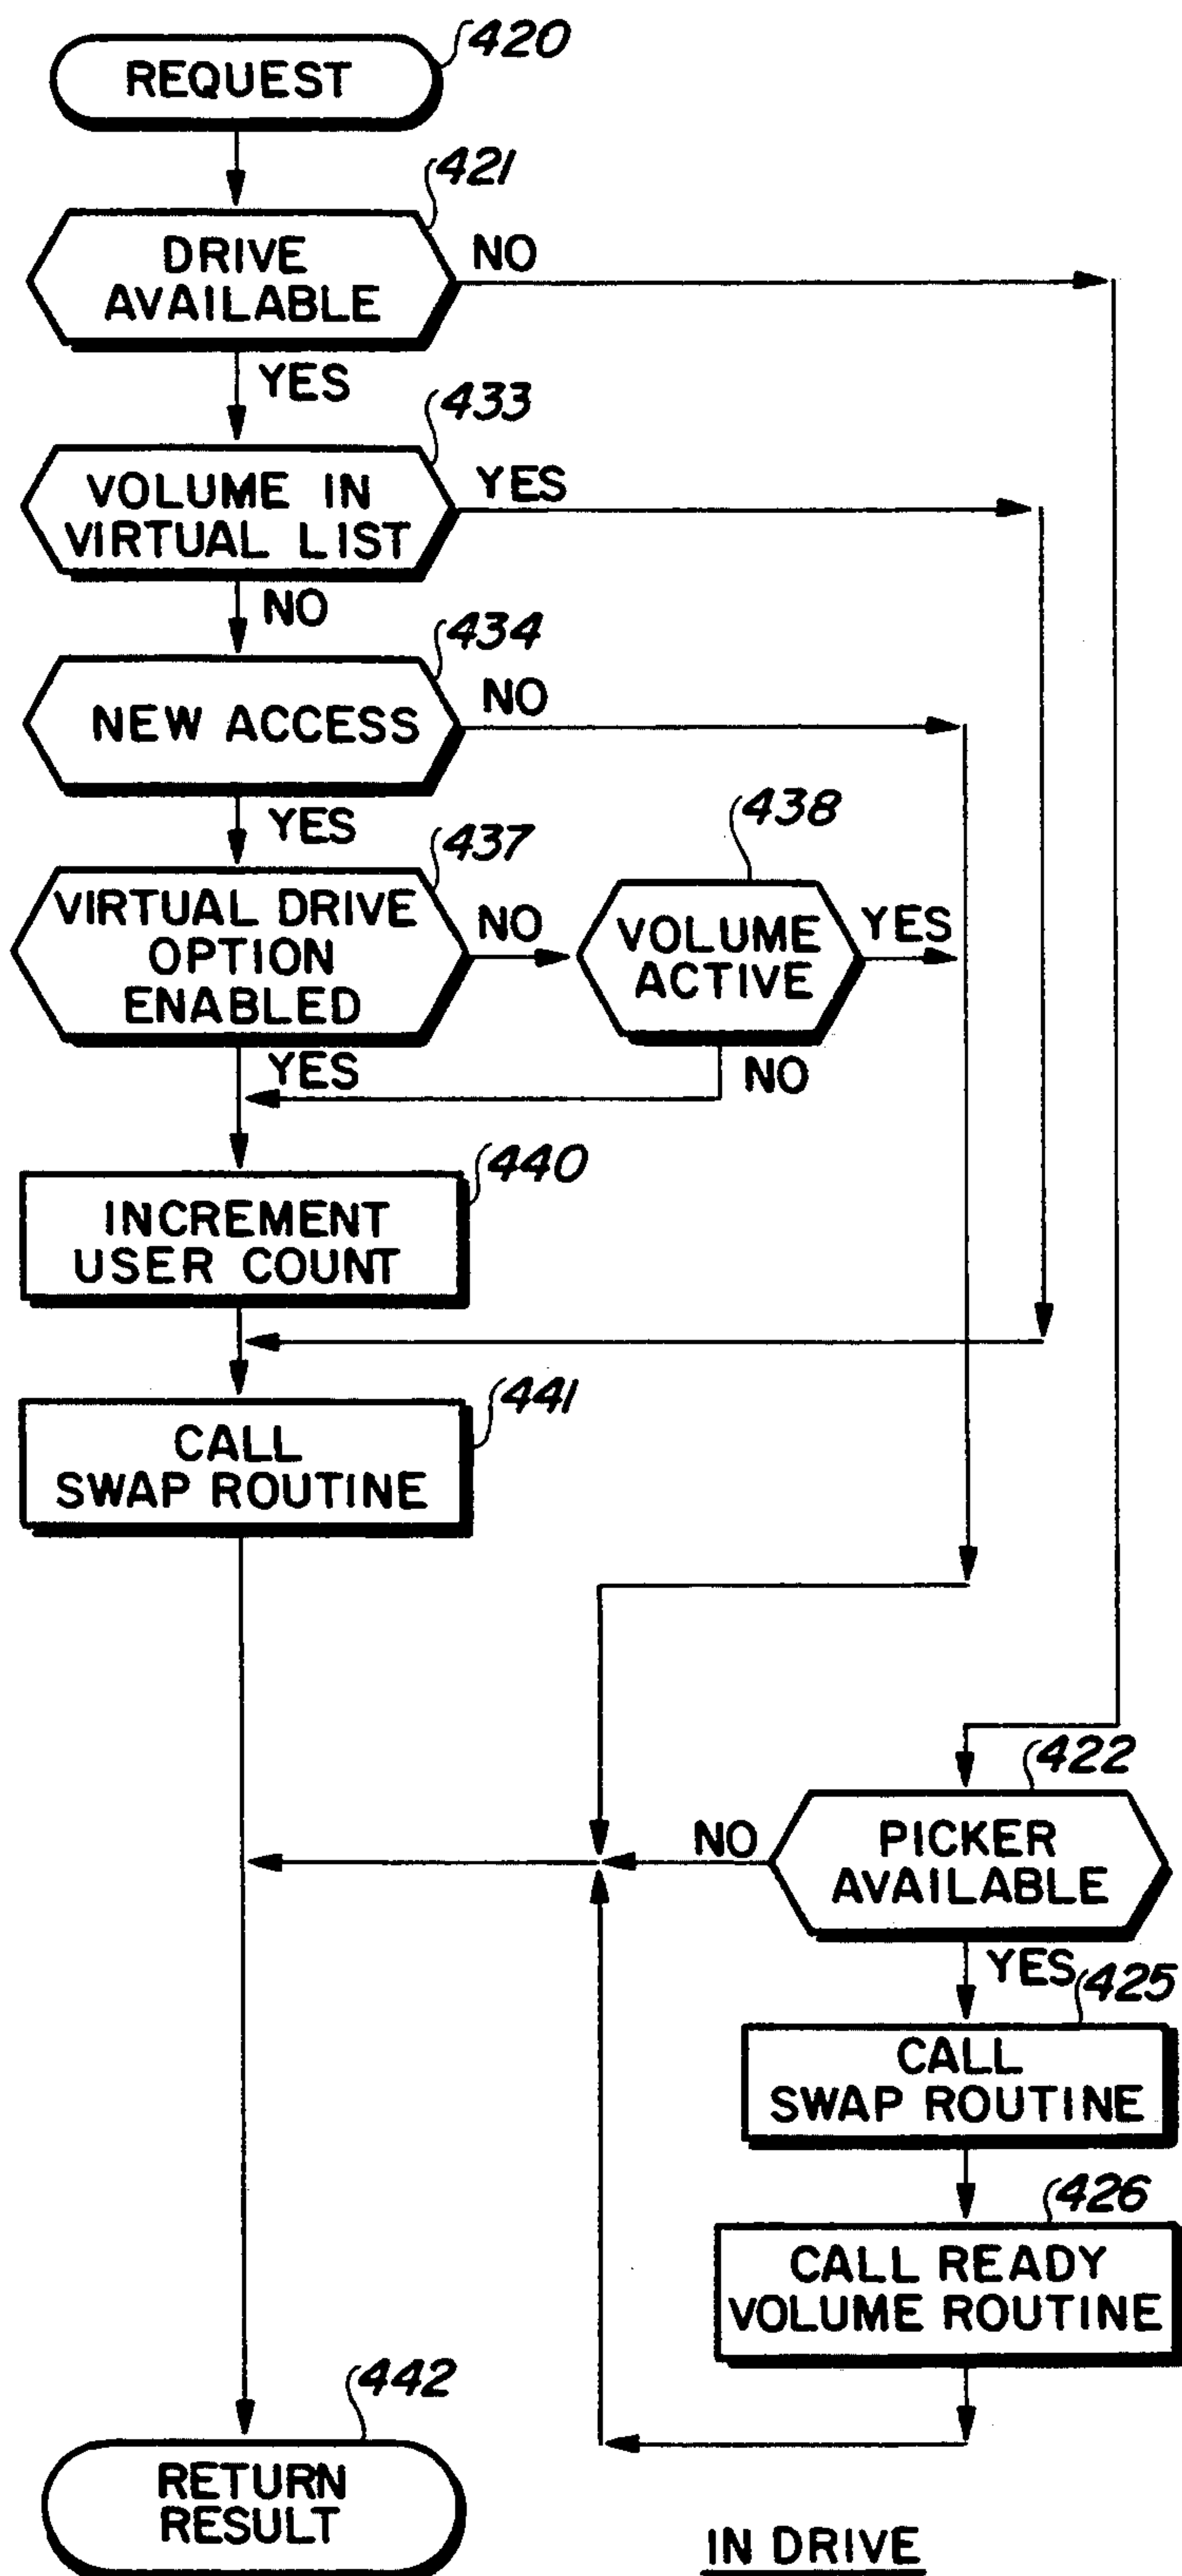 420
REQUEST
421
DRIVE
AVAILABLE
NO
YES
433
VOLUME IN
VIRTUAL LIST
YES
NO
434
NEW ACCESS
NO
YES
437
438
VIRTUAL DRIVE
OPTION
ENABLED
NO
VOLUME
ACTIVE
YES
YES
NO
440
INCREMENT
USER COUNT
441
CALL
SWAP ROUTINE
422
NO
PICKER
AVAILABLE
YES
425
CALL
SWAP ROUTINE
426
CALL READY
VOLUME ROUTINE
442
RETURN
RESULT
IN DRIVE